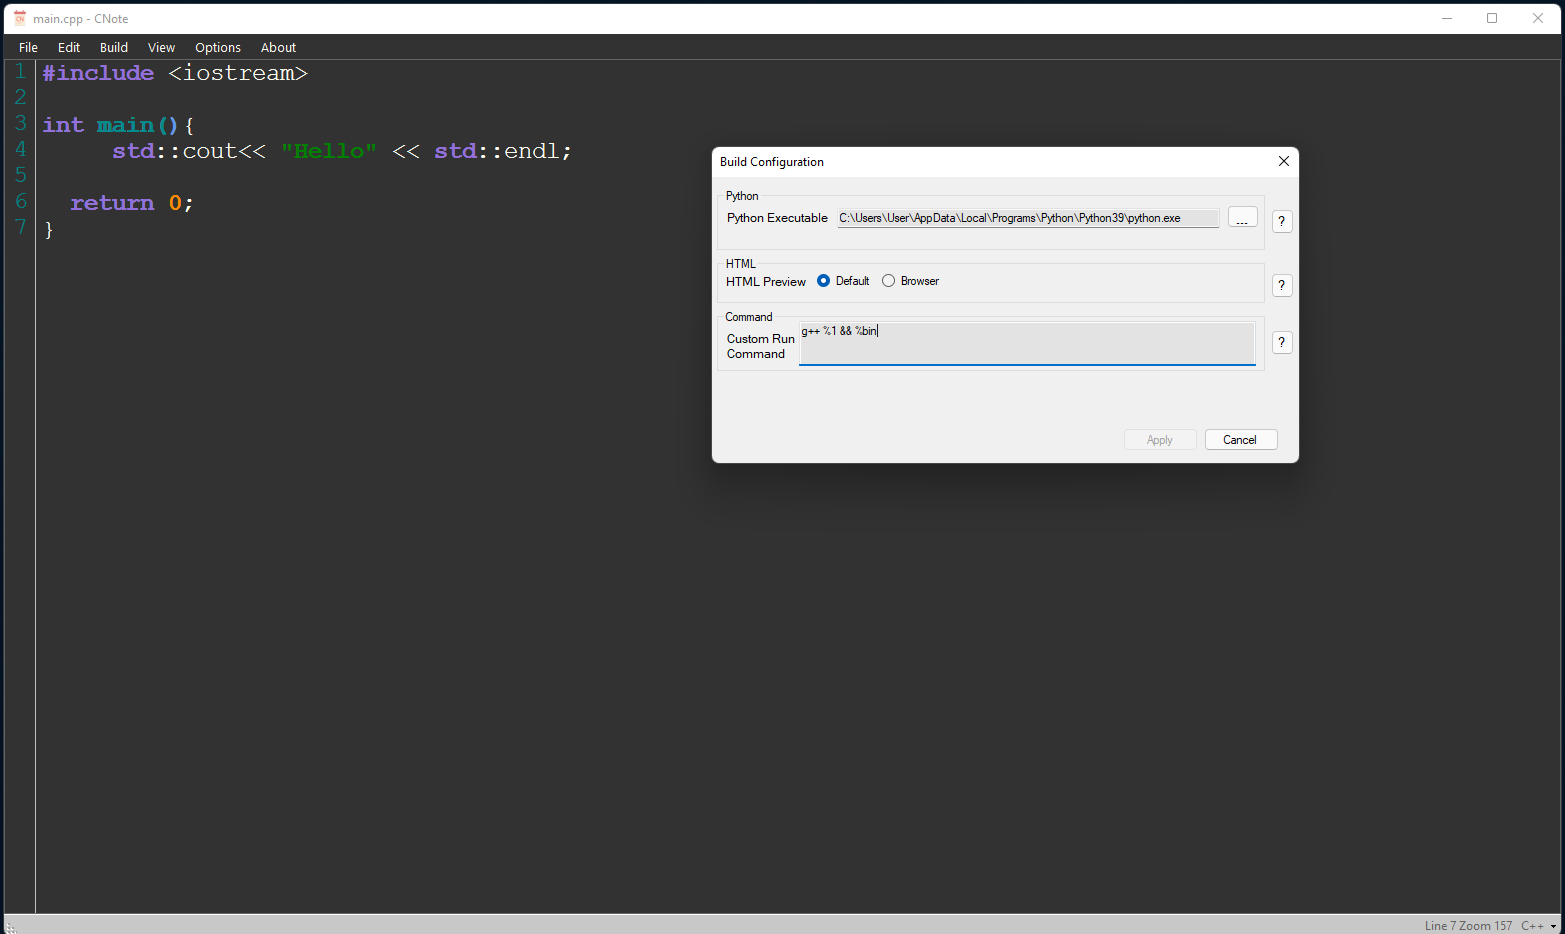 main.cpp - CNote
File Edit Build View Options About
1 #include <iostream>
2
3 int main(){
4 std::cout<< "Hello" << std::endl;
5
6 return 0;
7 }
Build Configuration
Python
Python Executable C:\Users\User\AppData\Local\Programs\Python\Python39\python.exe ... ?
HTML
HTML Preview Default Browser ?
Command
Custom Run
Command
g++ %1 && %bin
?
Apply Cancel
Line 7 Zoom 157 C++